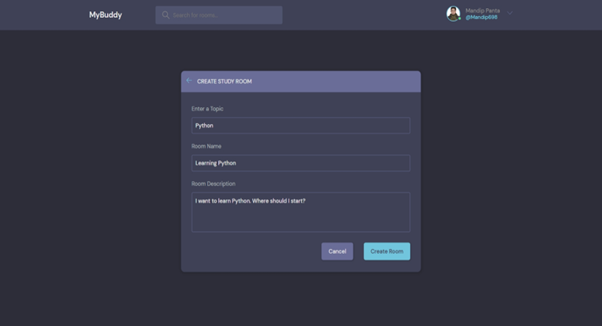 MyBuddy
Search for rooms...
Mandip Panta
@Mandip698
CREATE STUDY ROOM
Enter a Topic
Python
Room Name
Learning Python
Room Description
I want to learn Python. Where should I start?
Cancel
Create Room